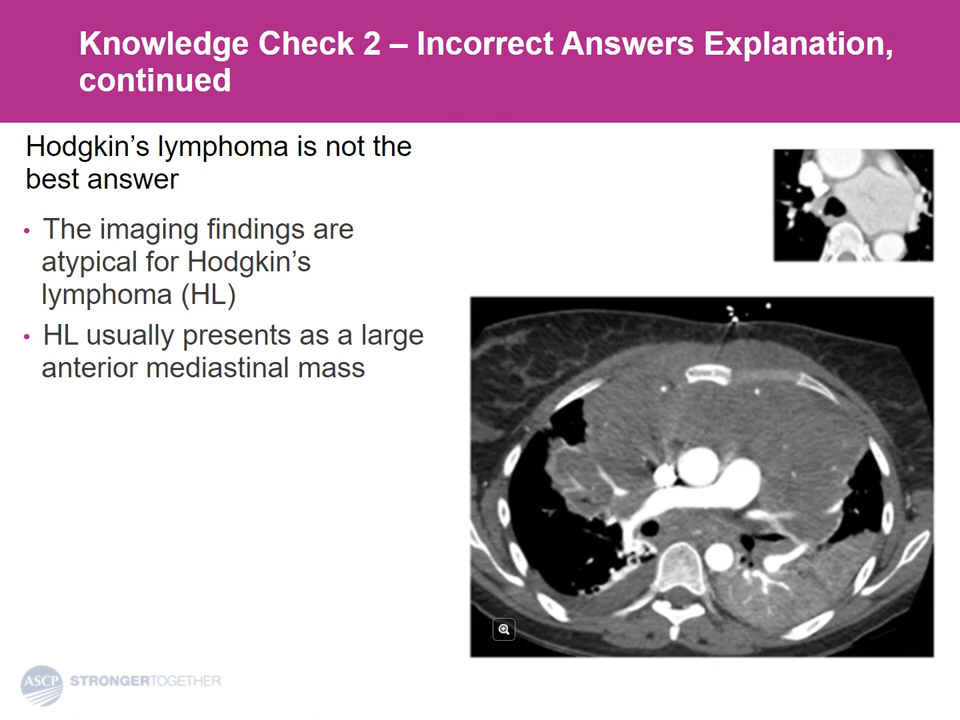 Knowledge Check 2 – Incorrect Answers Explanation,
continued
Hodgkin’s lymphoma is not the
best answer
• The imaging findings are
atypical for Hodgkin’s
lymphoma (HL)
• HL usually presents as a large
anterior mediastinal mass
ASCP STRONGERTOGETHER